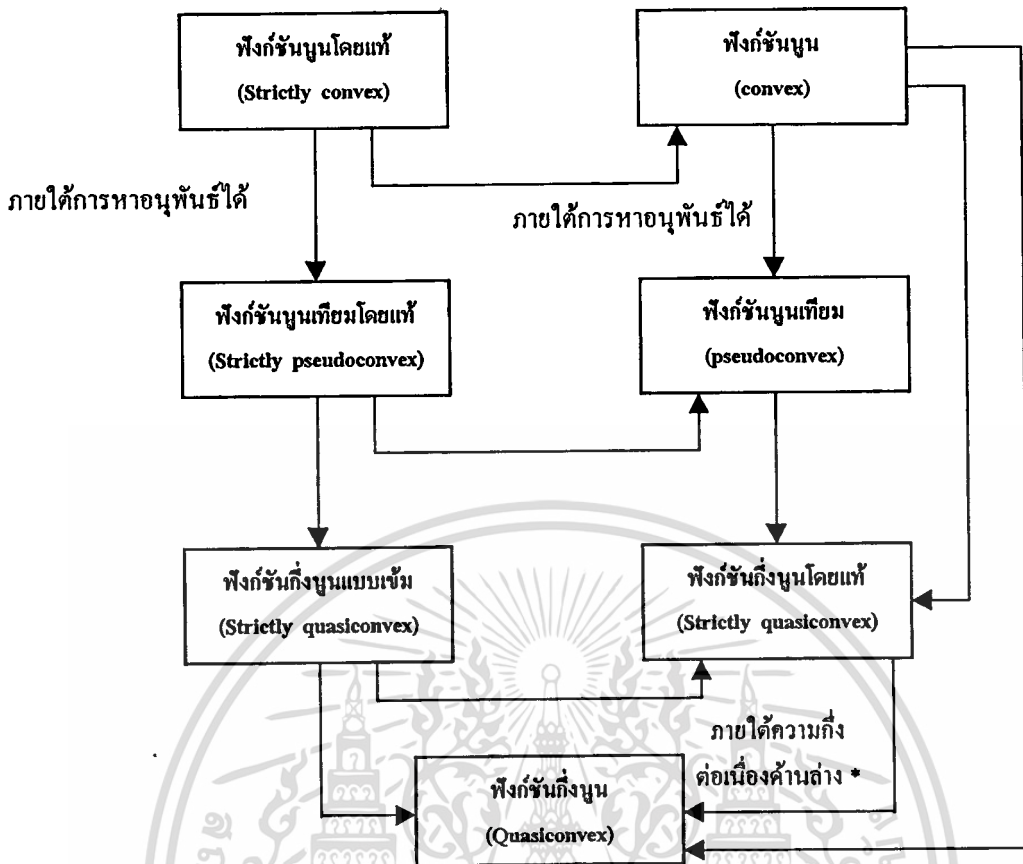 ฟังก์ชันนูนโดยแท้
(Strictly convex)
ฟังก์ชันนูน
(convex)
ภายใต้การหาอนุพันธ์ได้
ภายใต้การหาอนุพันธ์ได้
ฟังก์ชันนูนเทียมโดยแท้
(Strictly pseudoconvex)
ฟังก์ชันนูนเทียม
(pseudoconvex)
ฟังก์ชันกึ่งนูนแบบเข้ม
(Strictly quasiconvex)
ฟังก์ชันกึ่งนูนโดยแท้
(Strictly quasiconvex)
ภายใต้ความกึ่ง
ต่อเนื่องด้านล่าง *
ฟังก์ชันกึ่งนูน
(Quasiconvex)